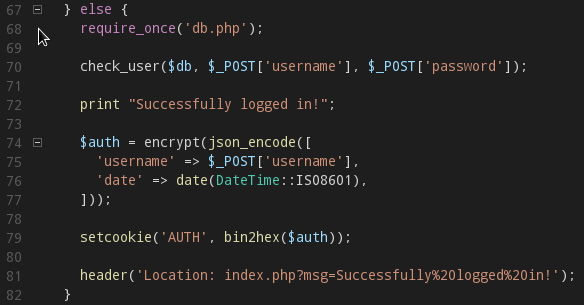 67 } else {
68 require_once('db.php');
69
70 check_user($db, $_POST['username'], $_POST['password']);
71
72 print "Successfully logged in!";
73
74 $auth = encrypt(json_encode([
75 'username' => $_POST['username'],
76 'date' => date(DateTime::ISO8601),
77 ]));
78
79 setcookie('AUTH', bin2hex($auth));
80
81 header('Location: index.php?msg=Successfully%20logged%20in!');
82 }